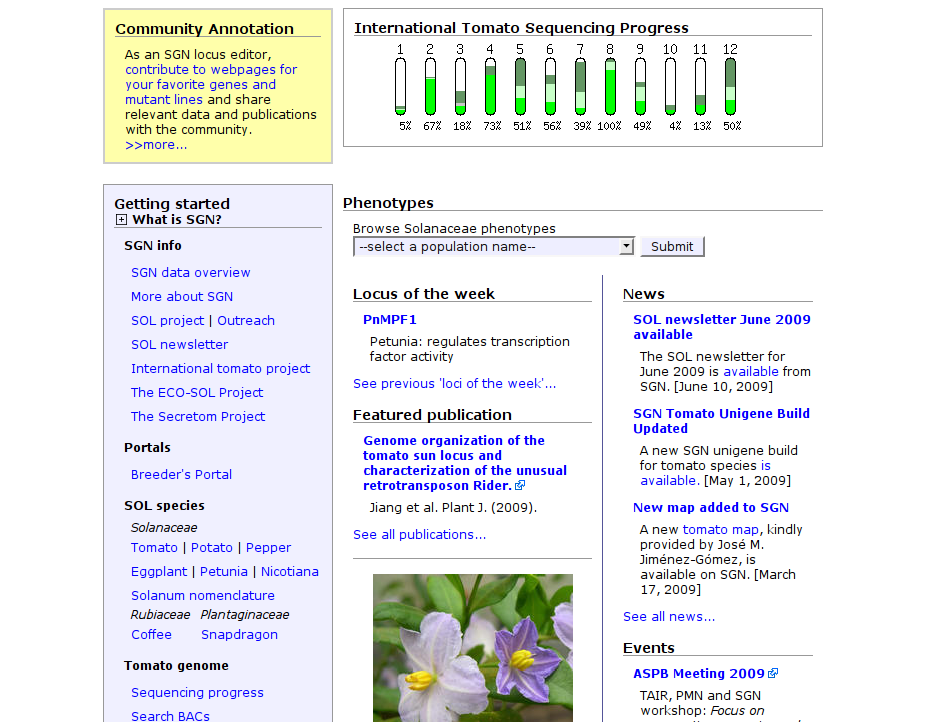 Community Annotation
As an SGN locus editor,
contribute to webpages for
your favorite genes and
mutant lines and share
relevant data and publications
with the community.
>>more...
International Tomato Sequencing Progress
1 2 3 4 5 6 7 8 9 10 11 12
5% 67% 18% 73% 51% 56% 39% 100% 49% 4% 13% 50%
Getting started
What is SGN?
SGN info
SGN data overview
More about SGN
SOL project | Outreach
SOL newsletter
International tomato project
The ECO-SOL Project
The Secretom Project
Portals
Breeder's Portal
SOL species
Solanaceae
Tomato | Potato | Pepper
Eggplant | Petunia | Nicotiana
Solanum nomenclature
Rubiaceae Plantaginaceae
Coffee Snapdragon
Tomato genome
Sequencing progress
Search BACs
Phenotypes
Browse Solanaceae phenotypes
--select a population name-- Submit
Locus of the week
PnMPF1
Petunia: regulates transcription
factor activity
See previous 'loci of the week'...
Featured publication
Genome organization of the
tomato sun locus and
characterization of the unusual
retrotransposon Rider.
Jiang et al. Plant J. (2009).
See all publications...
News
SOL newsletter June 2009
available
The SOL newsletter for
June 2009 is available from
SGN. [June 10, 2009]
SGN Tomato Unigene Build
Updated
A new SGN unigene build
for tomato species is
available. [May 1, 2009]
New map added to SGN
A new tomato map, kindly
provided by José M.
Jiménez-Gómez, is
available on SGN. [March
17, 2009]
See all news...
Events
ASPB Meeting 2009
TAIR, PMN and SGN
workshop: Focus on